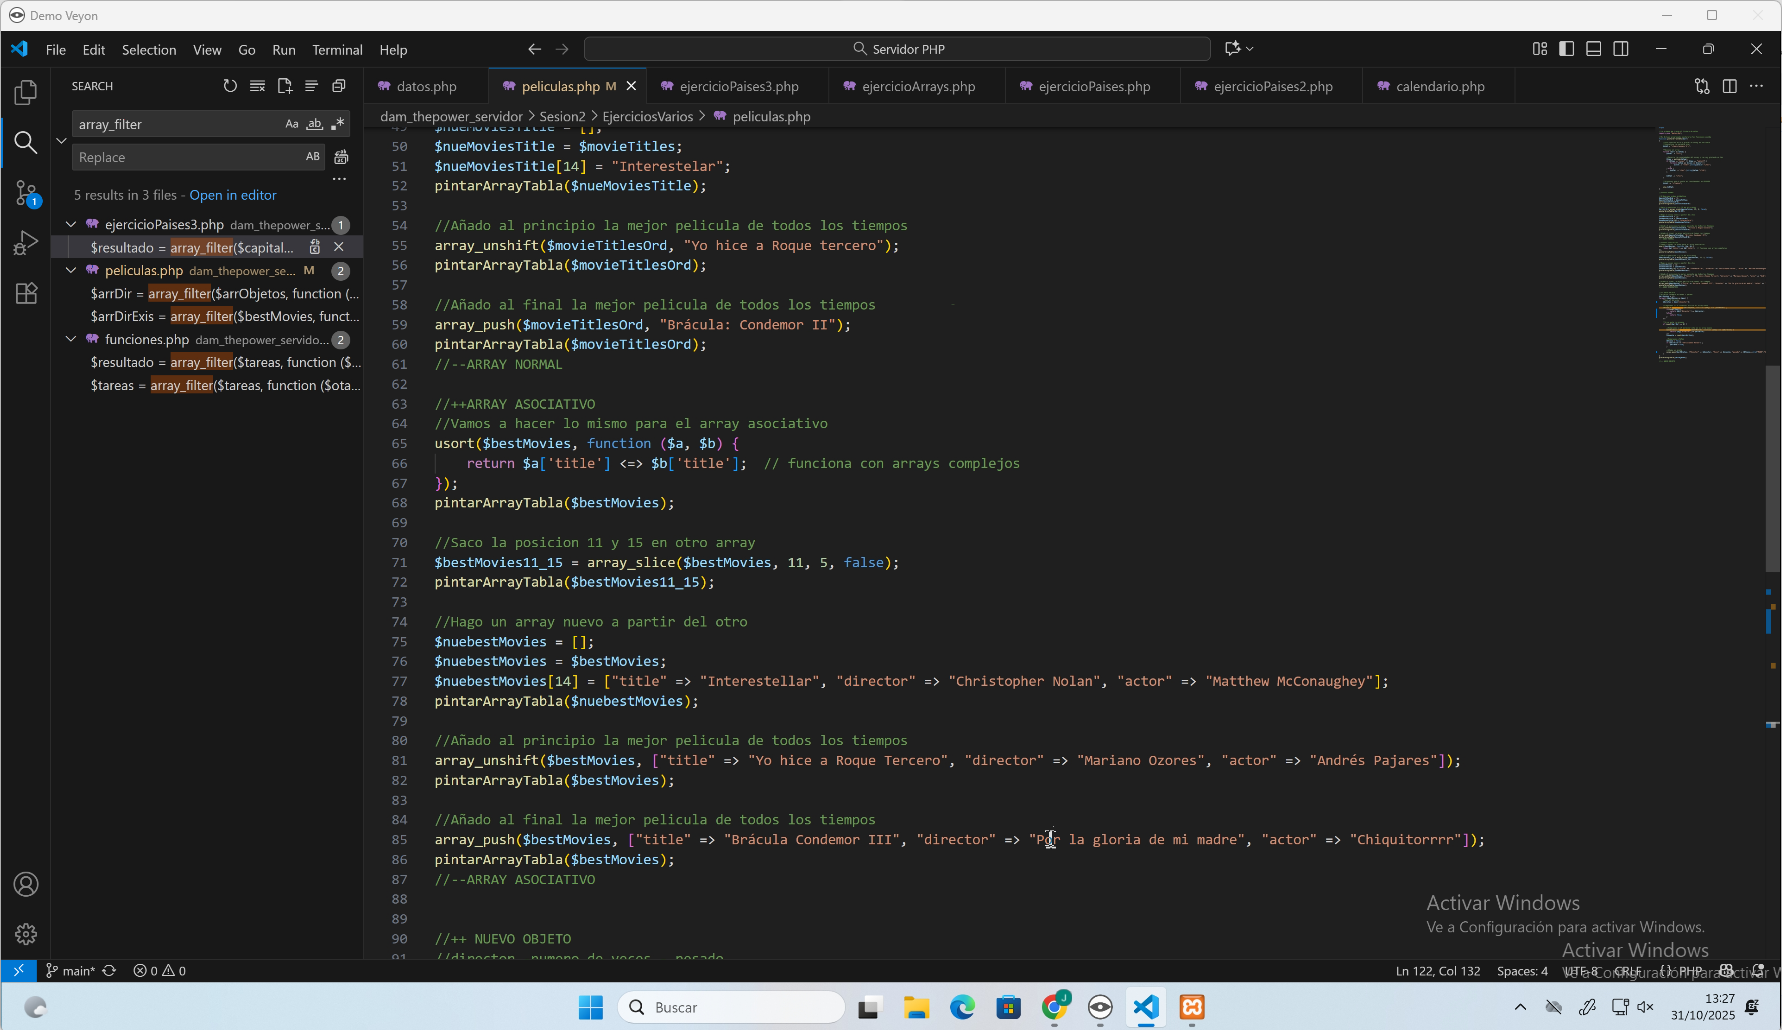 Demo Veyon
File Edit Selection View Go Run Terminal Help
Servidor PHP
SEARCH
datos.php
peliculas.php M
ejercicioPaises3.php
ejercicioArrays.php
ejercicioPaises.php
ejercicioPaises2.php
calendario.php
dam_thepower_servidor > Sesion2 > EjerciciosVarios > peliculas.php
array_filter Aa ab
Replace AB
5 results in 3 files - Open in editor
ejercicioPaises3.php dam_thepower_s... 1
$resultado = array_filter($capital...
peliculas.php dam_thepower_se... M 2
$arrDir = array_filter($arrObjetos, function (...
$arrDirExis = array_filter($bestMovies, funct...
funciones.php dam_thepower_servido... 2
$resultado = array_filter($tareas, function ($...
$tareas = array_filter($tareas, function ($ota...
49 $nueMoviesTitle = [];
50 $nueMoviesTitle = $movieTitles;
51 $nueMoviesTitle[14] = "Interestelar";
52 pintarArrayTabla($nueMoviesTitle);
53
54 //Añado al principio la mejor pelicula de todos los tiempos
55 array_unshift($movieTitlesOrd, "Yo hice a Roque tercero");
56 pintarArrayTabla($movieTitlesOrd);
57
58 //Añado al final la mejor pelicula de todos los tiempos
59 array_push($movieTitlesOrd, "Brácula: Condemor II");
60 pintarArrayTabla($movieTitlesOrd);
61 //--ARRAY NORMAL
62
63 //++ARRAY ASOCIATIVO
64 //Vamos a hacer lo mismo para el array asociativo
65 usort($bestMovies, function ($a, $b) {
66 return $a['title'] <=> $b['title']; // funciona con arrays complejos
67 });
68 pintarArrayTabla($bestMovies);
69
70 //Saco la posicion 11 y 15 en otro array
71 $bestMovies11_15 = array_slice($bestMovies, 11, 5, false);
72 pintarArrayTabla($bestMovies11_15);
73
74 //Hago un array nuevo a partir del otro
75 $nuebestMovies = [];
76 $nuebestMovies = $bestMovies;
77 $nuebestMovies[14] = ["title" => "Interestellar", "director" => "Christopher Nolan", "actor" => "Matthew McConaughey"];
78 pintarArrayTabla($nuebestMovies);
79
80 //Añado al principio la mejor pelicula de todos los tiempos
81 array_unshift($bestMovies, ["title" => "Yo hice a Roque Tercero", "director" => "Mariano Ozores", "actor" => "Andrés Pajares"]);
82 pintarArrayTabla($bestMovies);
83
84 //Añado al final la mejor pelicula de todos los tiempos
85 array_push($bestMovies, ["title" => "Brácula Condemor III", "director" => "Por la gloria de mi madre", "actor" => "Chiquitorrrr"]);
86 pintarArrayTabla($bestMovies);
87 //--ARRAY ASOCIATIVO
88
89
90 //++ NUEVO OBJETO
91 //director, numero de veces, pesado
Activar Windows
Ve a Configuración para activar Windows.
Activar Windows
Ve a Configuración para activar W
1
main* 0 0
Ln 122, Col 132 Spaces: 4 UTF-8 CRLF {} PHP
Buscar
13:27
31/10/2025